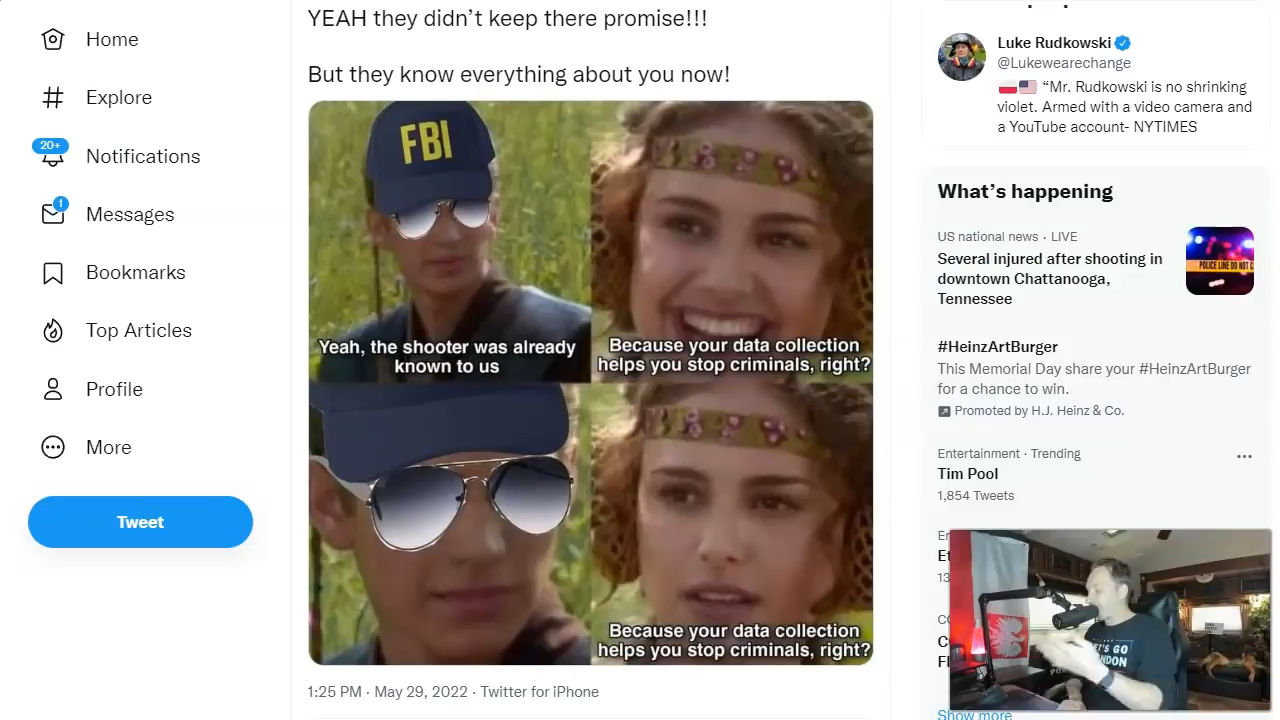 Home
Explore
20+
Notifications
1
Messages
Bookmarks
Top Articles
Profile
More
Tweet
YEAH they didn’t keep there promise!!!
But they know everything about you now!
FBI
Yeah, the shooter was already
known to us
Because your data collection
helps you stop criminals, right?
Because your data collection
helps you stop criminals, right?
1:25 PM · May 29, 2022 · Twitter for iPhone
Luke Rudkowski
@Lukewearechange
“Mr. Rudkowski is no shrinking
violet. Armed with a video camera and
a YouTube account- NYTIMES
What’s happening
US national news · LIVE
Several injured after shooting in
downtown Chattanooga,
Tennessee
POLICE LINE DO NOT C
#HeinzArtBurger
This Memorial Day share your #HeinzArtBurger
for a chance to win.
Promoted by H.J. Heinz & Co.
Entertainment · Trending
Tim Pool
1,854 Tweets
Show more